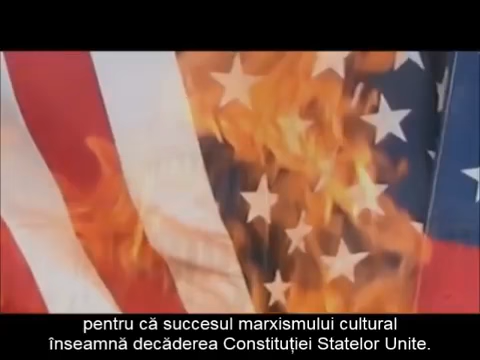 pentru că succesul marxismului cultural
înseamnă decăderea Constituției Statelor Unite.